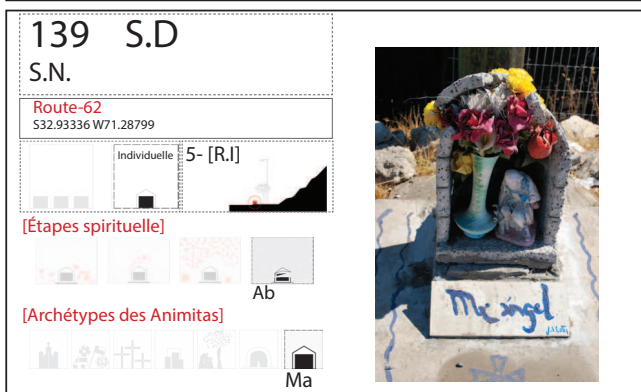 139 S.D
S.N.
Route-62
S32.93336 W71.28799
Individuelle
5- [R.I]
[Étapes spirituelle]
Ab
[Archétypes des Animitas]
Ma